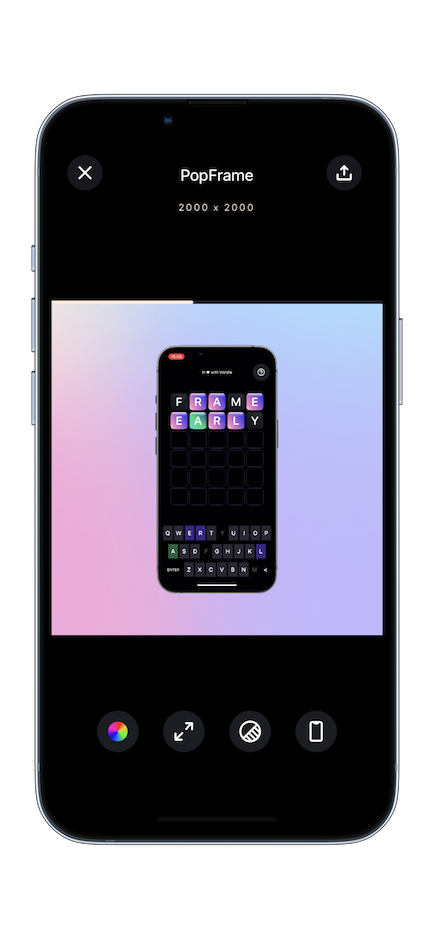 PopFrame
2000 x 2000
In 🖤 with Wordle
F R A M E
E A R L Y
Q W E R T Y U I O P
A S D F G H J K L
ENTER Z X C V B N M